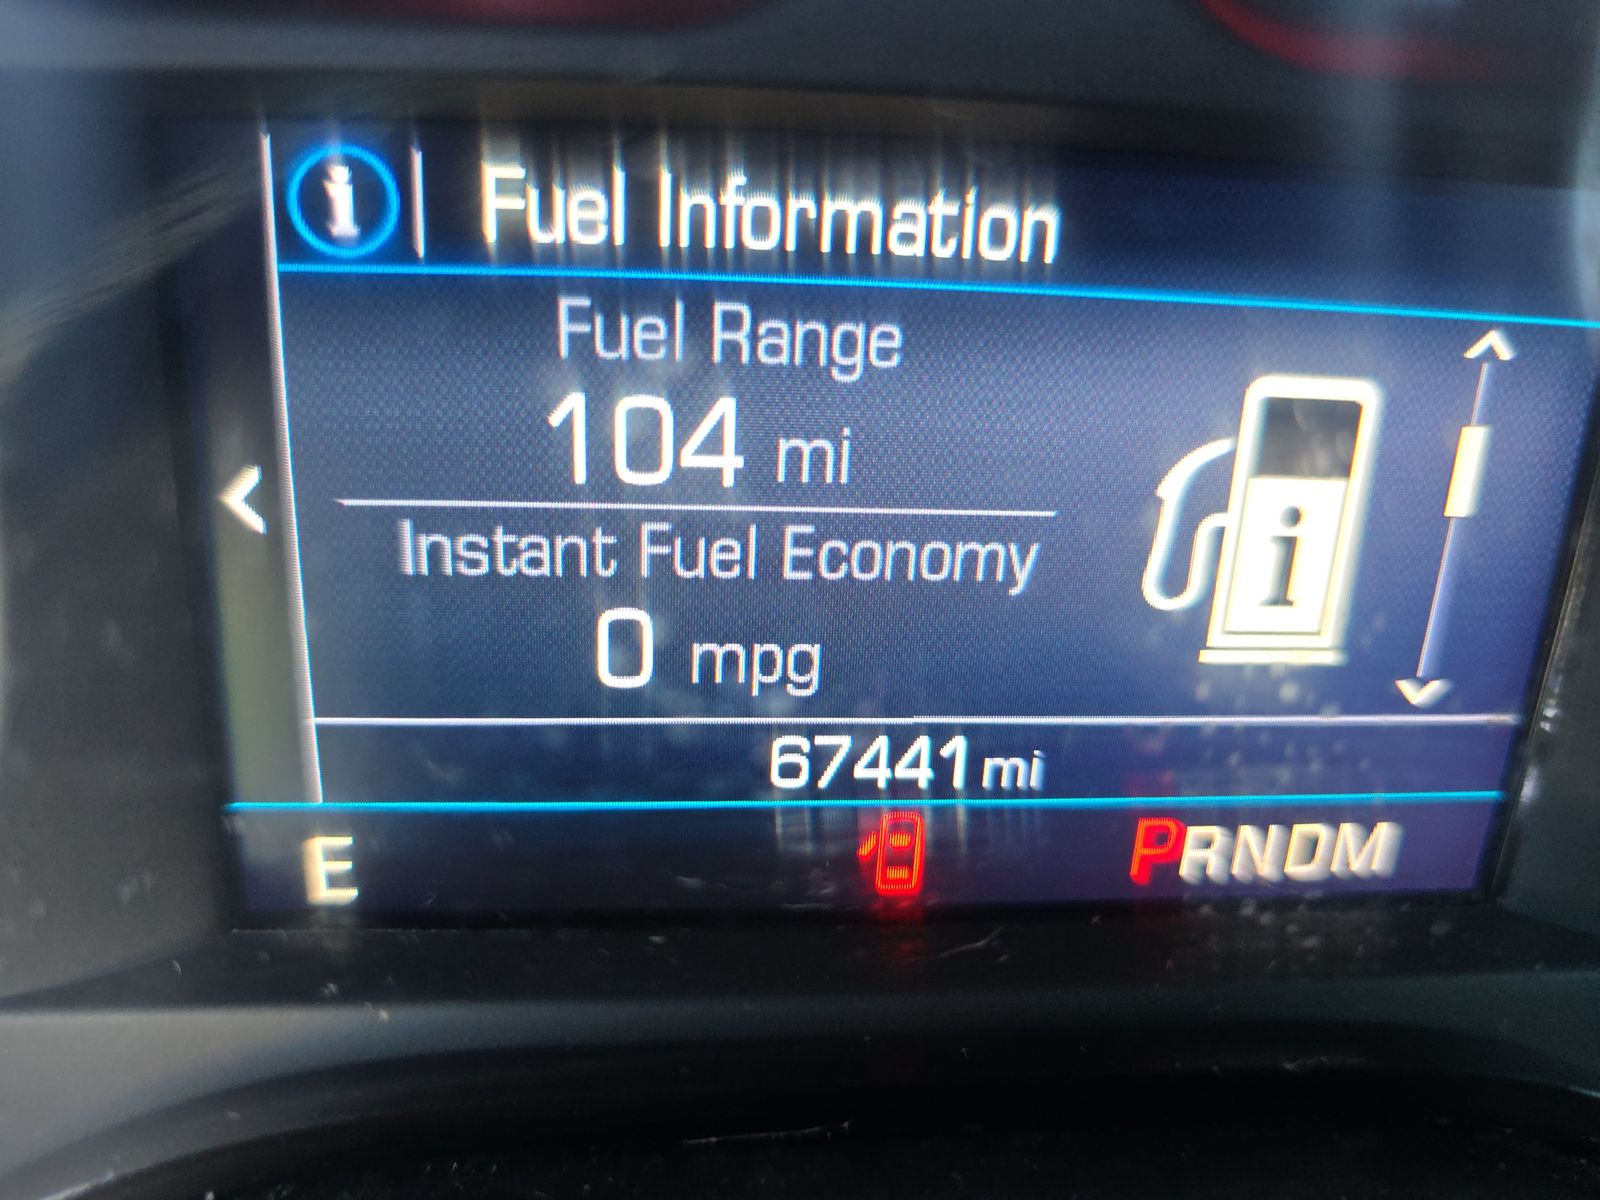 i Fuel Information
Fuel Range
104 mi
Instant Fuel Economy
0 mpg
i
67441 mi
E PRNDM